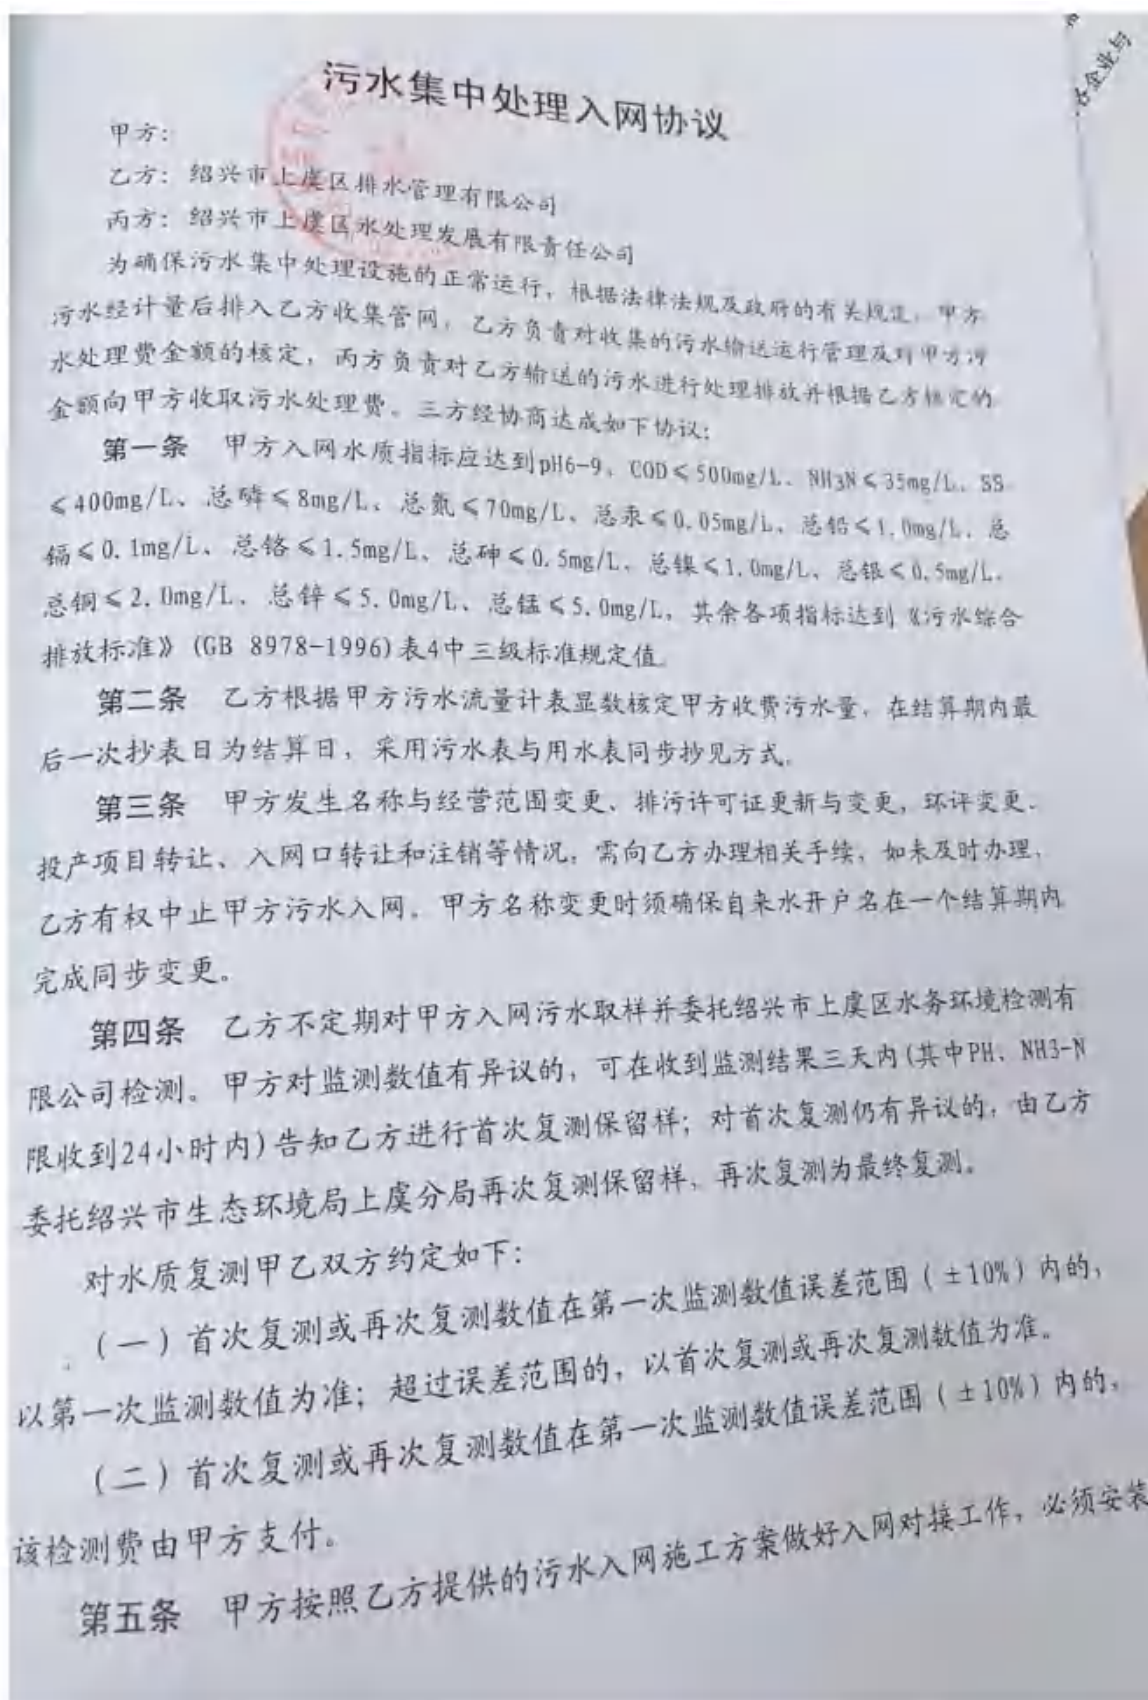 古企业与
污水集中处理入网协议
甲方：
乙方：绍兴市上虞区排水管理有限公司
丙方：绍兴市上虞区水处理发展有限责任公司
为确保污水集中处理设施的正常运行，根据法律法规及政府的有关规定，甲方
污水经计量后排入乙方收集管网，乙方负责对收集的污水输送运行管理及对甲方污
水处理费金额的核定，丙方负责对乙方输送的污水进行处理排放并根据乙方核定的
金额向甲方收取污水处理费。三方经协商达成如下协议：
第一条 甲方入网水质指标应达到pH6-9、COD≤500mg/L、NH3N≤35mg/L、SS
≤400mg/L、总磷≤8mg/L、总氮≤70mg/L、总汞≤0.05mg/L、总铅≤1.0mg/L、总
镉≤0.1mg/L、总铬≤1.5mg/L、总砷≤0.5mg/L、总镍≤1.0mg/L、总银≤0.5mg/L、
总铜≤2.0mg/L、总锌≤5.0mg/L、总锰≤5.0mg/L，其余各项指标达到《污水综合
排放标准》(GB 8978-1996)表4中三级标准规定值。
第二条 乙方根据甲方污水流量计表显数核定甲方收费污水量，在结算期内最
后一次抄表日为结算日，采用污水表与用水表同步抄见方式。
第三条 甲方发生名称与经营范围变更、排污许可证更新与变更，环评变更、
投产项目转让、入网口转让和注销等情况，需向乙方办理相关手续，如未及时办理，
乙方有权中止甲方污水入网。甲方名称变更时须确保自来水开户名在一个结算期内
完成同步变更。
第四条 乙方不定期对甲方入网污水取样并委托绍兴市上虞区水务环境检测有
限公司检测。甲方对监测数值有异议的，可在收到监测结果三天内(其中PH、NH3-N
限收到24小时内)告知乙方进行首次复测保留样；对首次复测仍有异议的，由乙方
委托绍兴市生态环境局上虞分局再次复测保留样，再次复测为最终复测。
对水质复测甲乙双方约定如下：
（一）首次复测或再次复测数值在第一次监测数值误差范围（±10%）内的，
以第一次监测数值为准；超过误差范围的，以首次复测或再次复测数值为准。
（二）首次复测或再次复测数值在第一次监测数值误差范围（±10%）内的，
该检测费由甲方支付。
第五条 甲方按照乙方提供的污水入网施工方案做好入网对接工作，必须安装